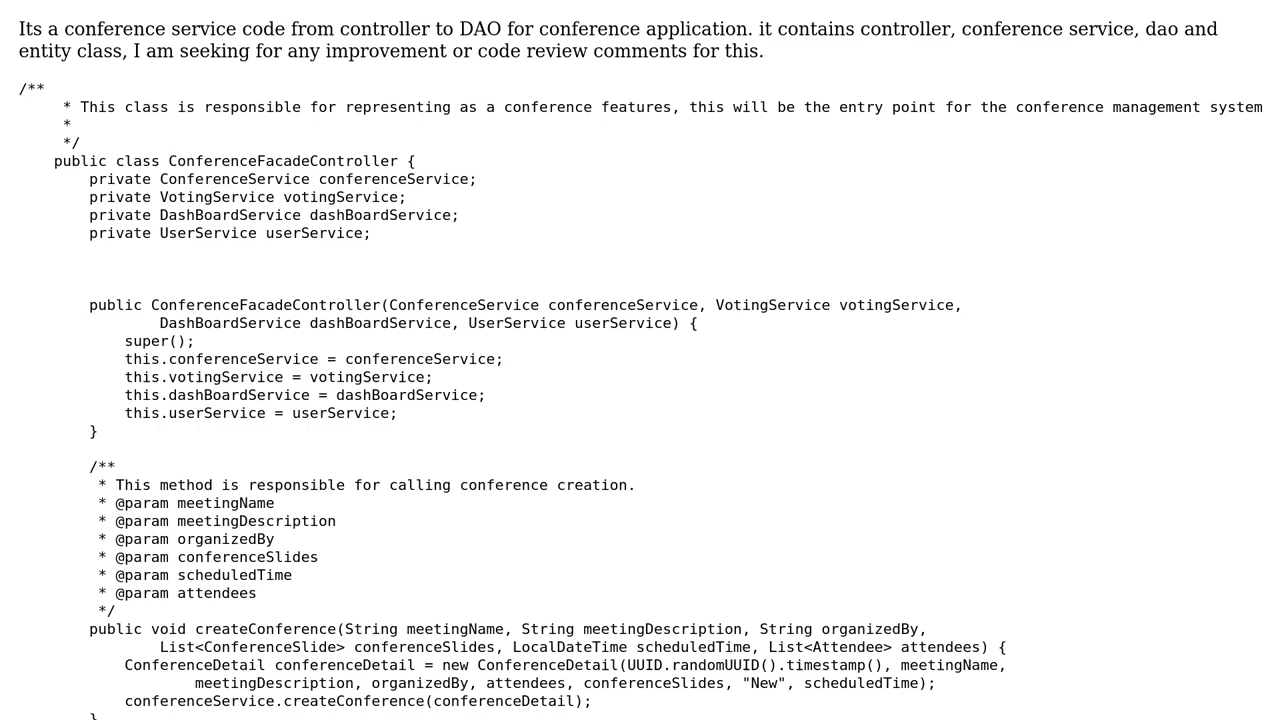 Its a conference service code from controller to DAO for conference application. it contains controller, conference service, dao and
entity class, I am seeking for any improvement or code review comments for this.
/**
* This class is responsible for representing as a conference features, this will be the entry point for the conference management system
*
*/
public class ConferenceFacadeController {
private ConferenceService conferenceService;
private VotingService votingService;
private DashBoardService dashBoardService;
private UserService userService;
public ConferenceFacadeController(ConferenceService conferenceService, VotingService votingService,
DashBoardService dashBoardService, UserService userService) {
super();
this.conferenceService = conferenceService;
this.votingService = votingService;
this.dashBoardService = dashBoardService;
this.userService = userService;
}
/**
* This method is responsible for calling conference creation.
* @param meetingName
* @param meetingDescription
* @param organizedBy
* @param conferenceSlides
* @param scheduledTime
* @param attendees
*/
public void createConference(String meetingName, String meetingDescription, String organizedBy,
List<ConferenceSlide> conferenceSlides, LocalDateTime scheduledTime, List<Attendee> attendees) {
ConferenceDetail conferenceDetail = new ConferenceDetail(UUID.randomUUID().timestamp(), meetingName,
meetingDescription, organizedBy, attendees, conferenceSlides, "New", scheduledTime);
conferenceService.createConference(conferenceDetail);
}